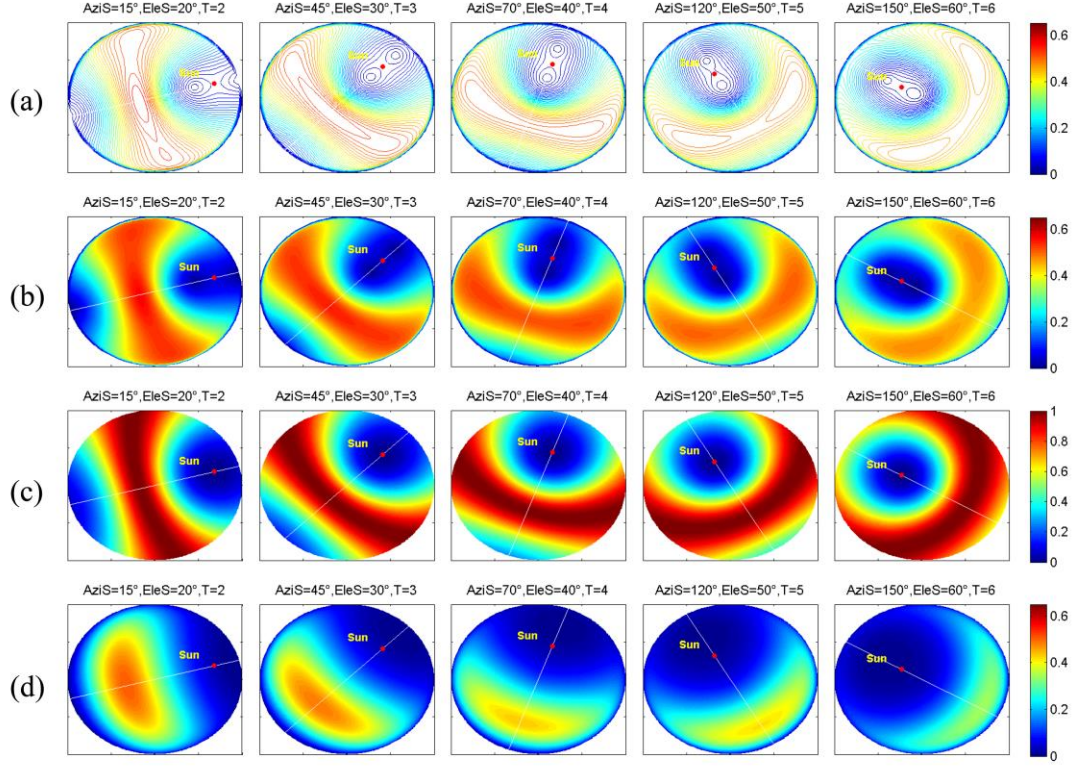 AziS=15°,EleS=20°,T=2 AziS=45°,EleS=30°,T=3 AziS=70°,EleS=40°,T=4 AziS=120°,EleS=50°,T=5 AziS=150°,EleS=60°,T=6
(a) Sun Sun Sun Sun Sun 0.6 0.4 0.2 0
AziS=15°,EleS=20°,T=2 AziS=45°,EleS=30°,T=3 AziS=70°,EleS=40°,T=4 AziS=120°,EleS=50°,T=5 AziS=150°,EleS=60°,T=6
(b) Sun Sun Sun Sun Sun 0.6 0.4 0.2 0
AziS=15°,EleS=20°,T=2 AziS=45°,EleS=30°,T=3 AziS=70°,EleS=40°,T=4 AziS=120°,EleS=50°,T=5 AziS=150°,EleS=60°,T=6
(c) Sun Sun Sun Sun Sun 1 0.8 0.6 0.4 0.2 0
AziS=15°,EleS=20°,T=2 AziS=45°,EleS=30°,T=3 AziS=70°,EleS=40°,T=4 AziS=120°,EleS=50°,T=5 AziS=150°,EleS=60°,T=6
(d) Sun Sun Sun Sun Sun 0.6 0.4 0.2 0